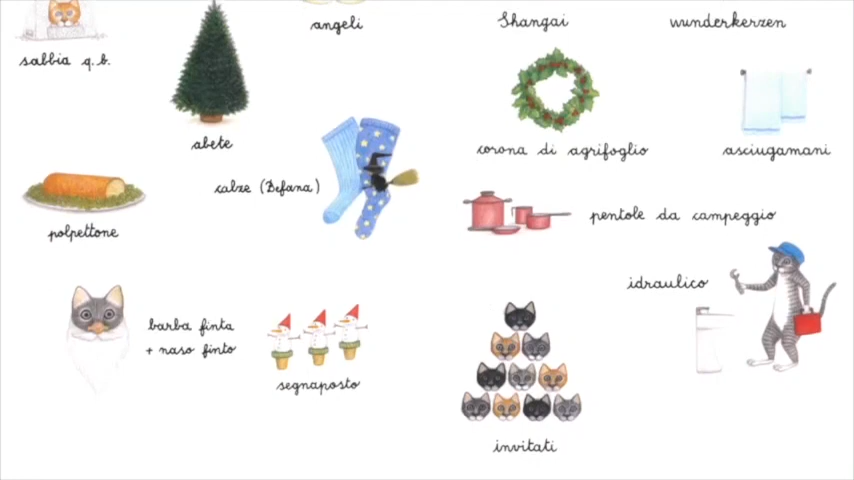 angeli
Shangai
wunderkerzen
sabbia q.b.
abete
corona di agrifoglio
asciugamani
calze (Befana)
polpettone
pentole da campeggio
idraulico
barba finta
+ naso finto
segnaposto
invitati